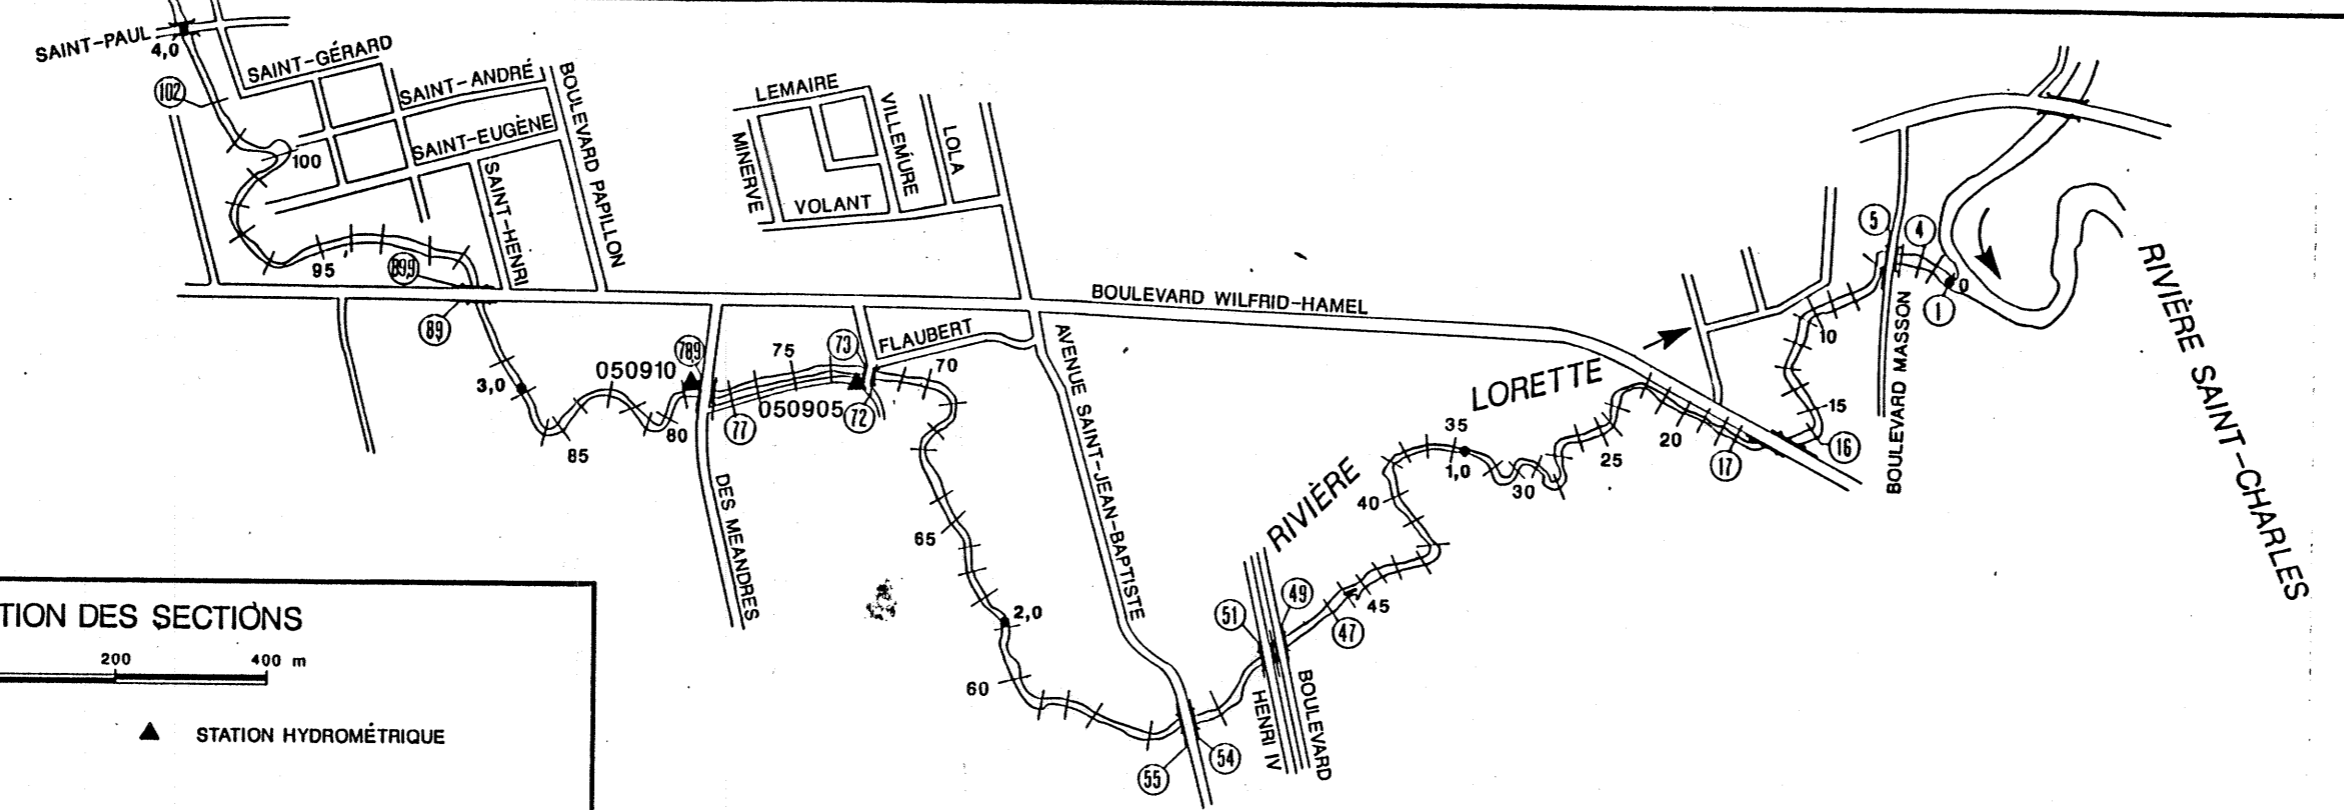 SAINT-PAUL
4,0
102
SAINT-GÉRARD
SAINT-ANDRÉ
SAINT-EUGÈNE
BOULEVARD PAPILLON
SAINT-HENRI
100
95
89,9
89
LEMAIRE
MINERVE
VILLEMURE
LOLA
VOLANT
BOULEVARD WILFRID-HAMEL
3,0
050910
78,9
75
73
FLAUBERT
70
050905
72
77
80
85
DES MEANDRES
AVENUE SAINT-JEAN-BAPTISTE
65
2,0
60
55
54
51
49
47
45
HENRI IV
BOULEVARD
RIVIÈRE
LORETTE
40
35
1,0
30
25
20
17
16
15
10
5
4
1
0
BOULEVARD MASSON
RIVIÈRE SAINT-CHARLES
TION DES SECTIONS
200
400 m
STATION HYDROMÉTRIQUE